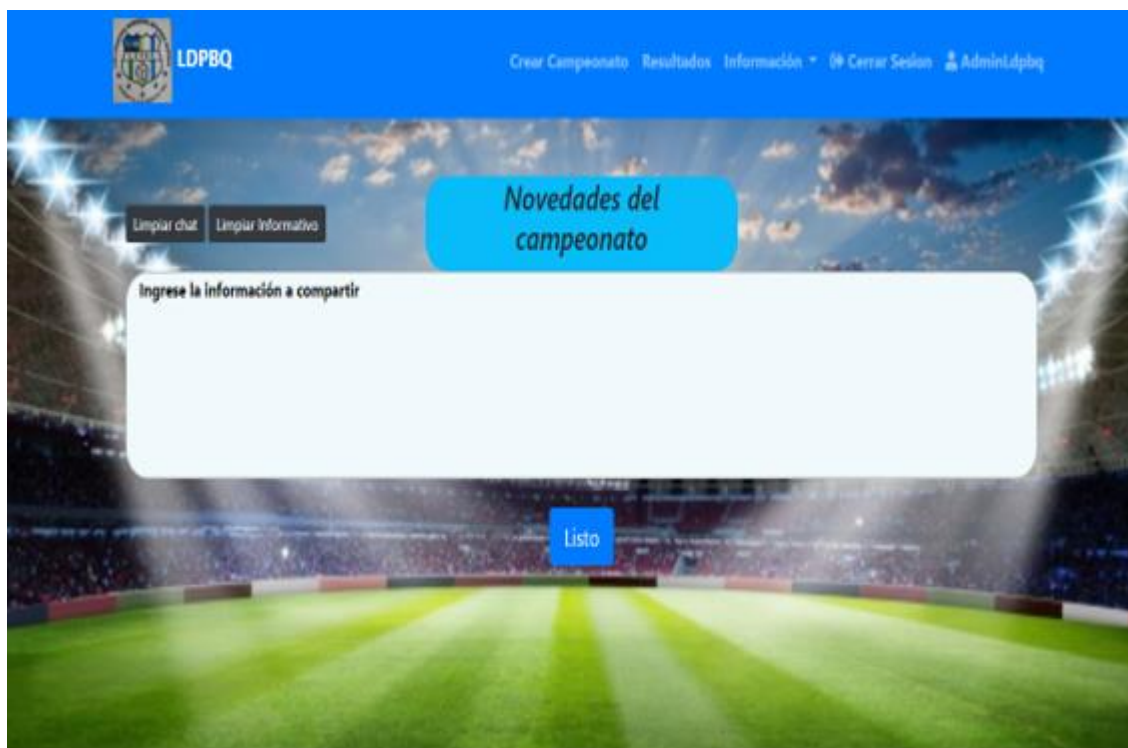 LDPBQ
Crear Campeonato Resultados Información Cerrar Sesion AdminLdpbq
Novedades del
campeonato
Limpiar chat Limpiar Informativo
Ingrese la información a compartir
Listo